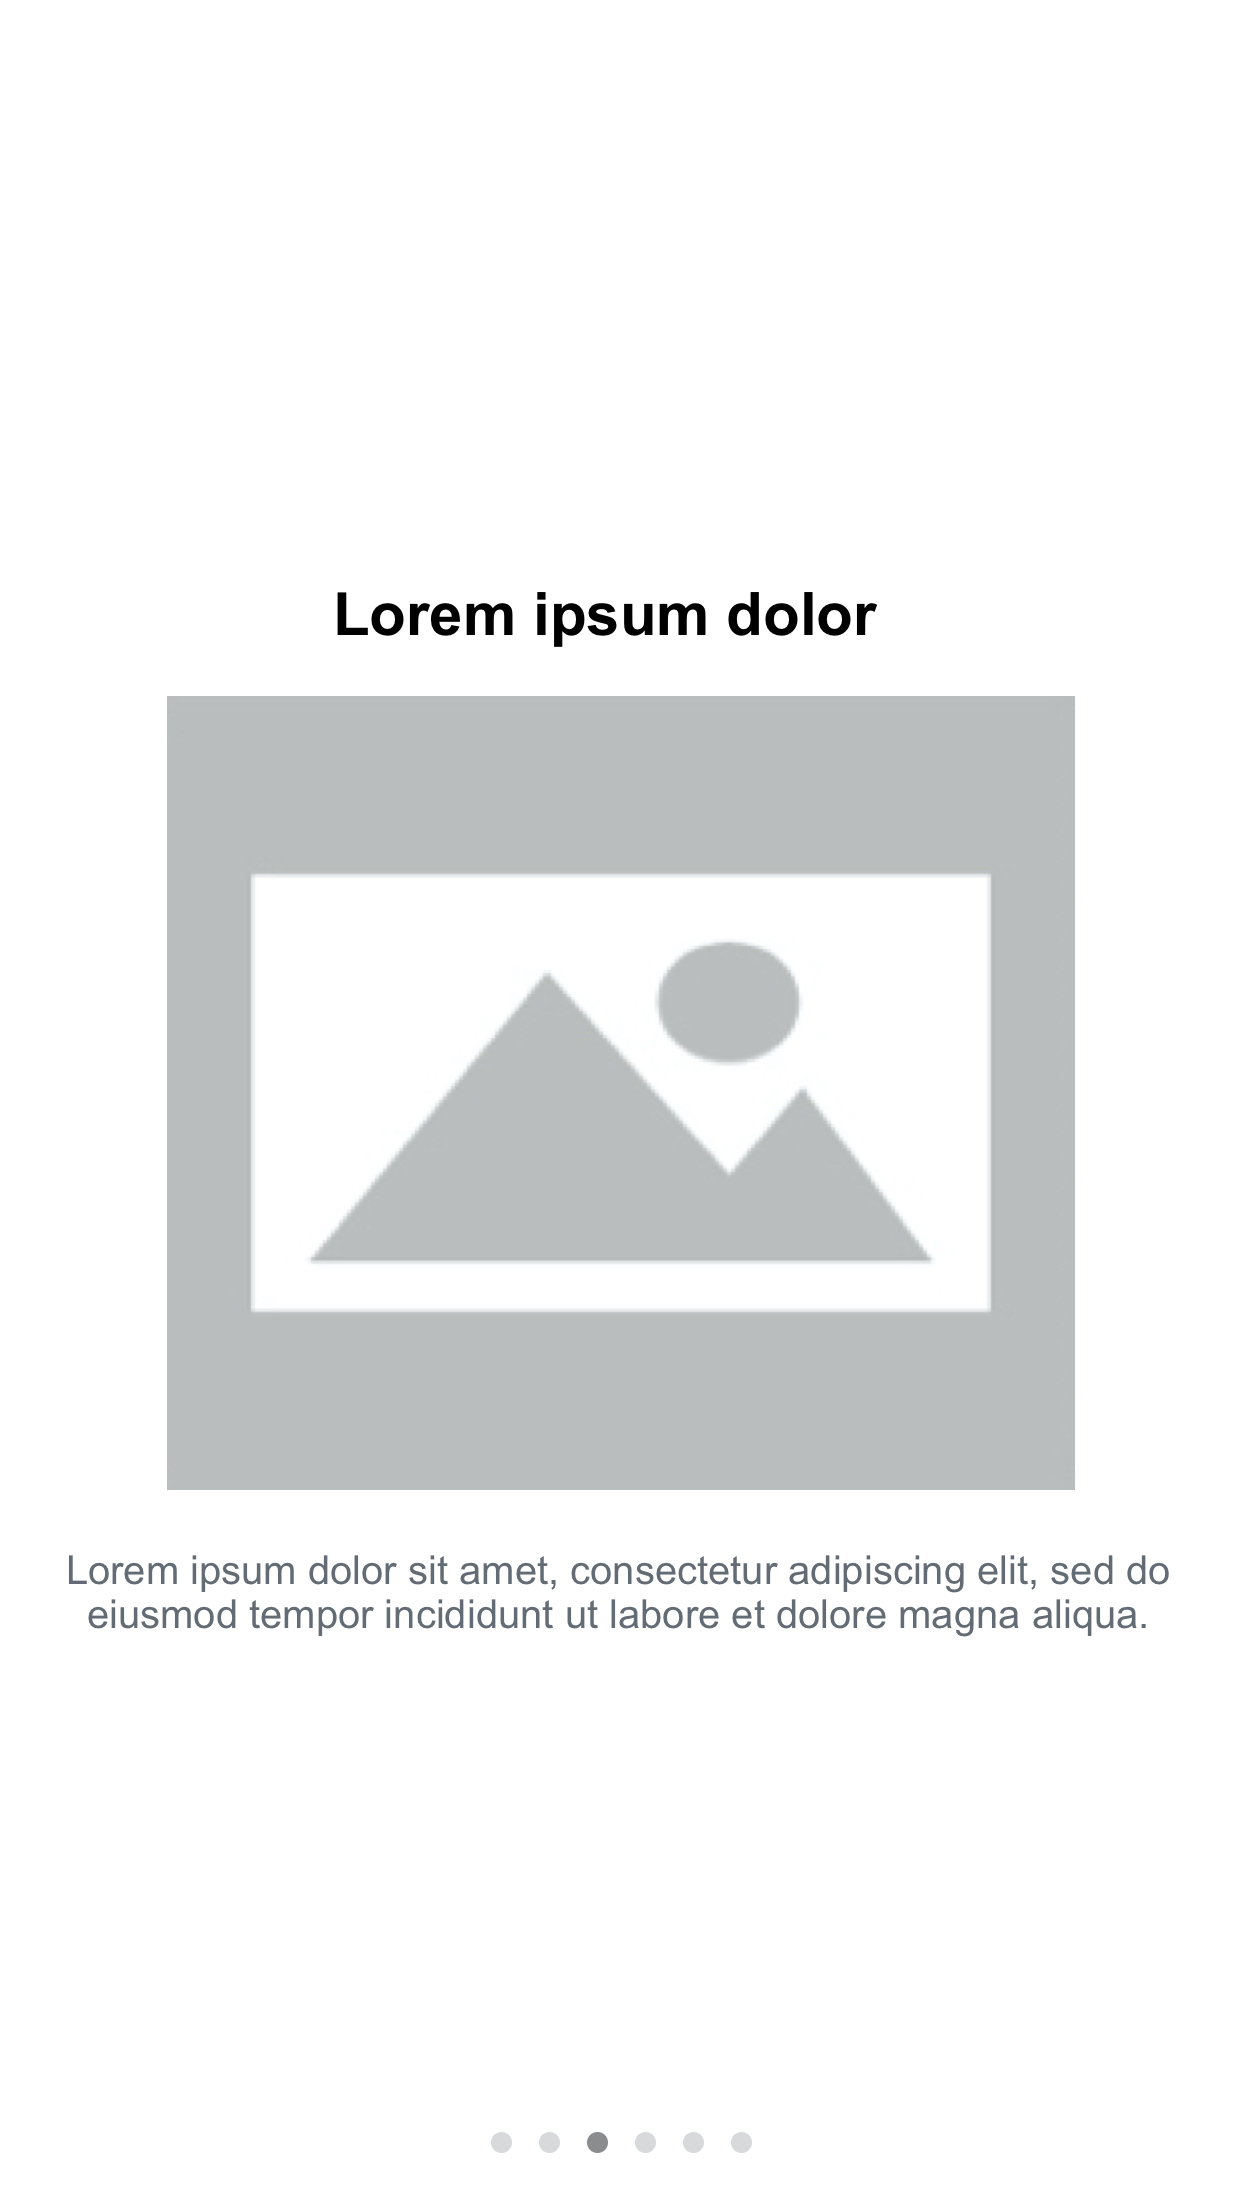 Lorem ipsum dolor
Lorem ipsum dolor sit amet, consectetur adipiscing elit, sed do
eiusmod tempor incididunt ut labore et dolore magna aliqua.